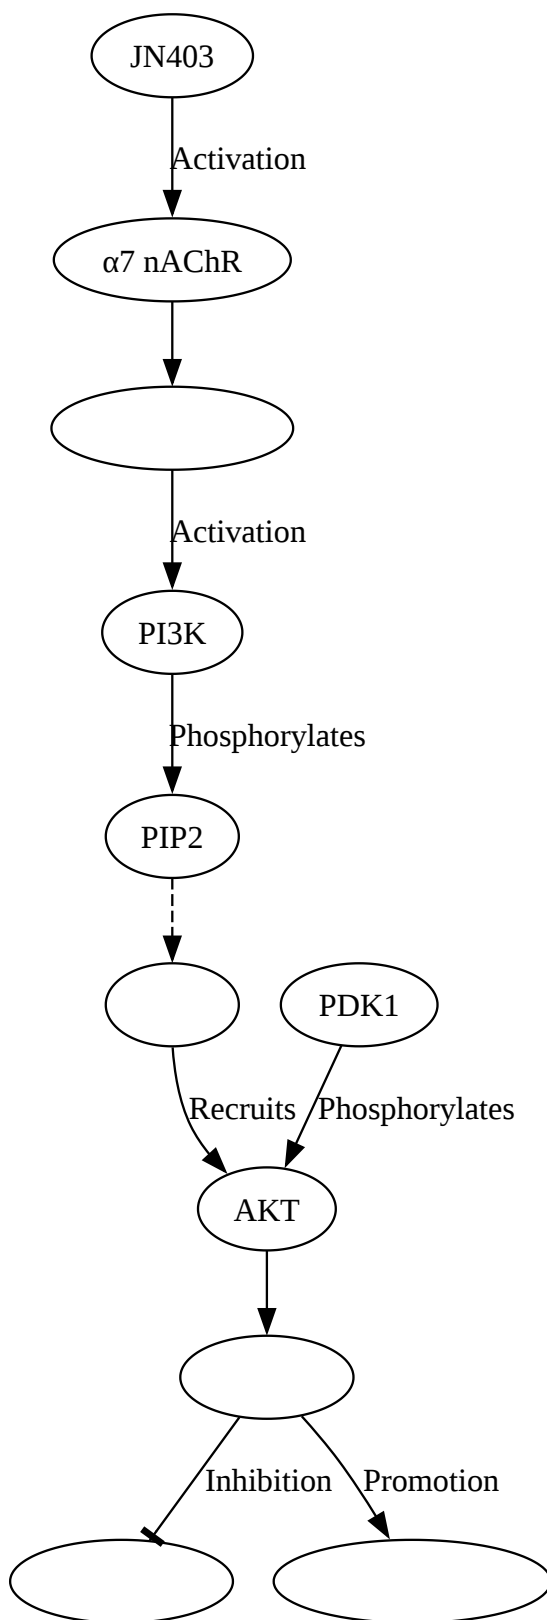 JN403
Activation
α7 nAChR
Activation
PI3K
Phosphorylates
PIP2
PDK1
Recruits
Phosphorylates
AKT
Inhibition
Promotion